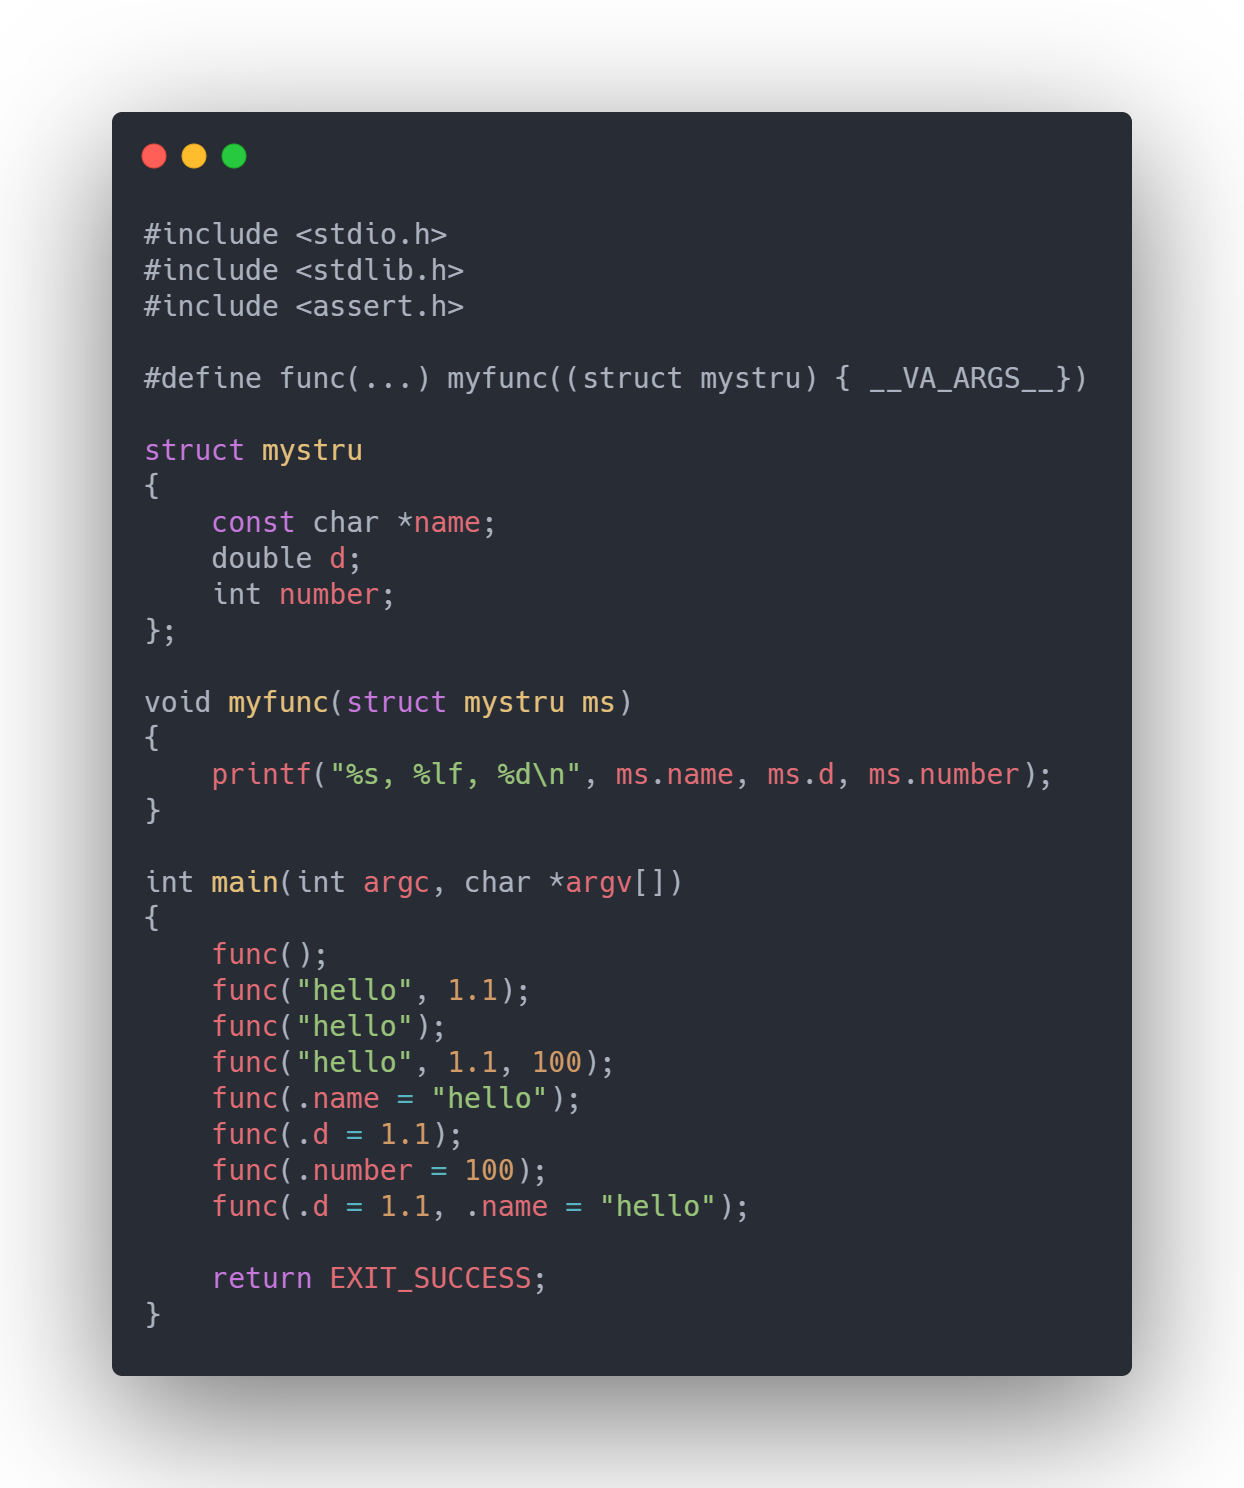 #include <stdio.h>
#include <stdlib.h>
#include <assert.h>

#define func(...) myfunc((struct mystru) { __VA_ARGS__})

struct mystru
{
    const char *name;
    double d;
    int number;
};

void myfunc(struct mystru ms)
{
    printf("%s, %lf, %d\n", ms.name, ms.d, ms.number);
}

int main(int argc, char *argv[])
{
    func();
    func("hello", 1.1);
    func("hello");
    func("hello", 1.1, 100);
    func(.name = "hello");
    func(.d = 1.1);
    func(.number = 100);
    func(.d = 1.1, .name = "hello");

    return EXIT_SUCCESS;
}